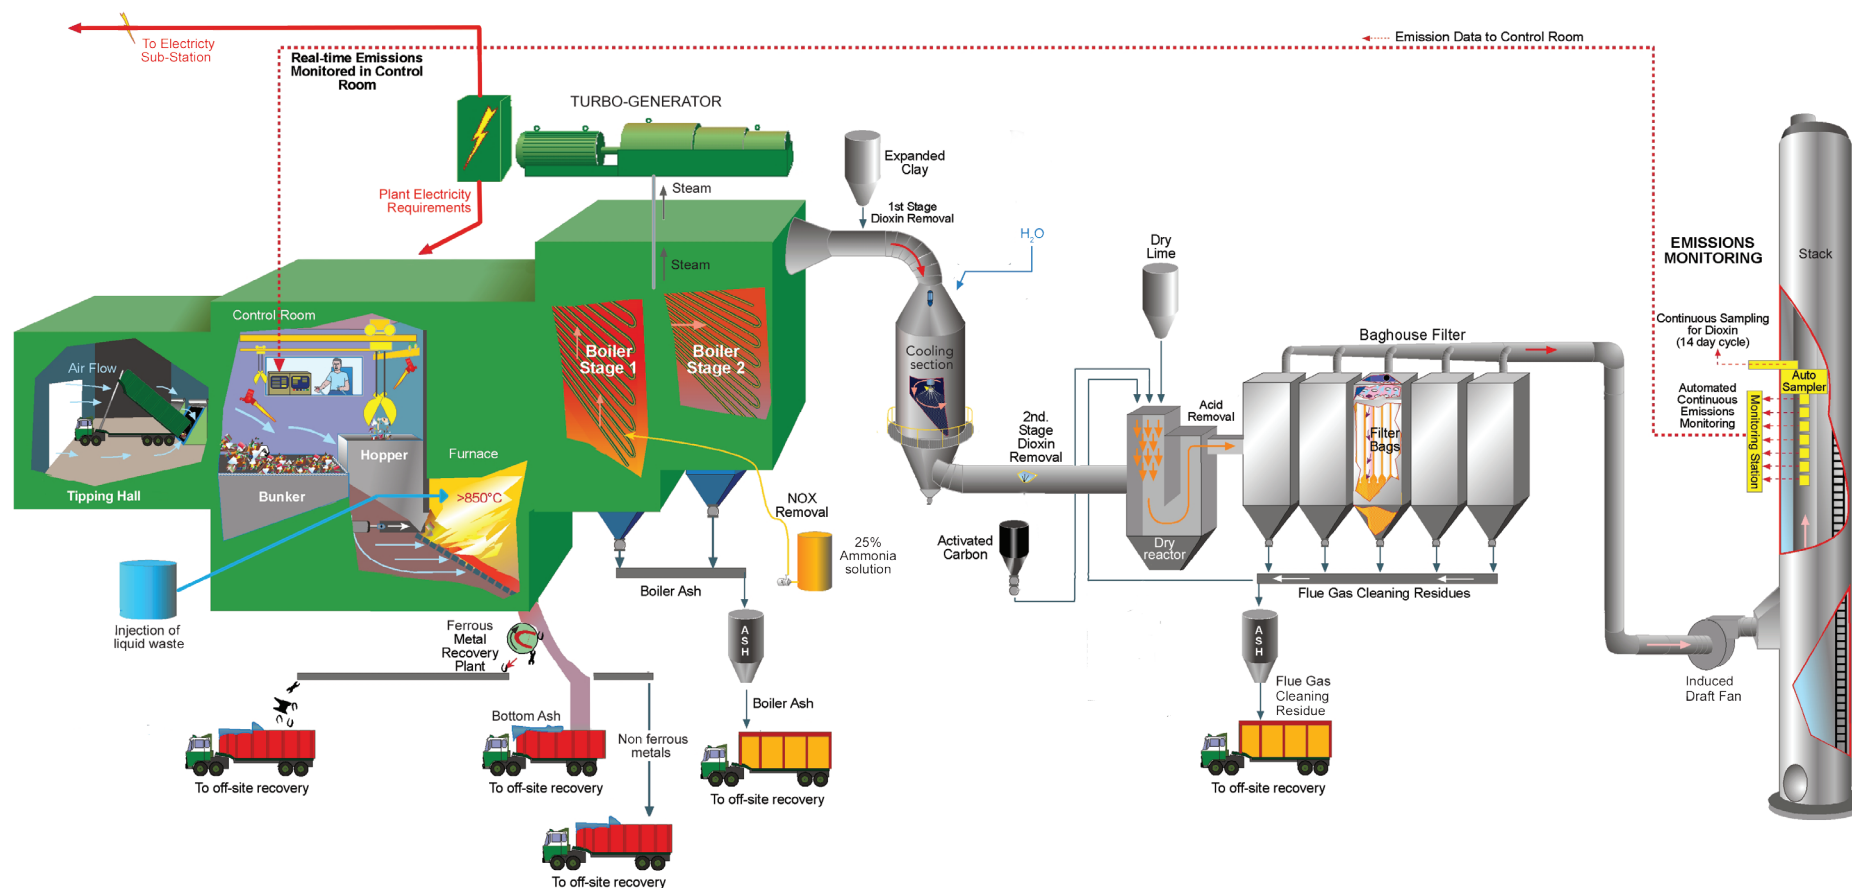 To Electricty
Sub-Station
Real-time Emissions
Monitored in Control
Room
Emission Data to Control Room
TURBO-GENERATOR
Plant Electricity
Requirements
Steam
Steam
Expanded
Clay
1st Stage
Dioxin Removal
H2O
Dry
Lime
EMISSIONS
MONITORING
Stack
Continuous Sampling
for Dioxin
(14 day cycle)
Auto
Sampler
Automated
Continuous
Emissions
Monitoring
Monitoring Station
Control Room
Air Flow
Tipping Hall
Bunker
Hopper
Furnace
>850°C
Boiler
Stage 1
Boiler
Stage 2
Cooling
section
2nd.
Stage
Dioxin
Removal
Acid
Removal
Baghouse Filter
Filter
Bags
NOX
Removal
25%
Ammonia
solution
Activated
Carbon
Dry
reactor
Flue Gas Cleaning Residues
Injection of
liquid waste
Boiler Ash
Ferrous
Metal
Recovery
Plant
ASH
ASH
Boiler Ash
Flue Gas
Cleaning
Residue
Induced
Draft Fan
Bottom Ash
Non ferrous
metals
To off-site recovery
To off-site recovery
To off-site recovery
To off-site recovery
To off-site recovery